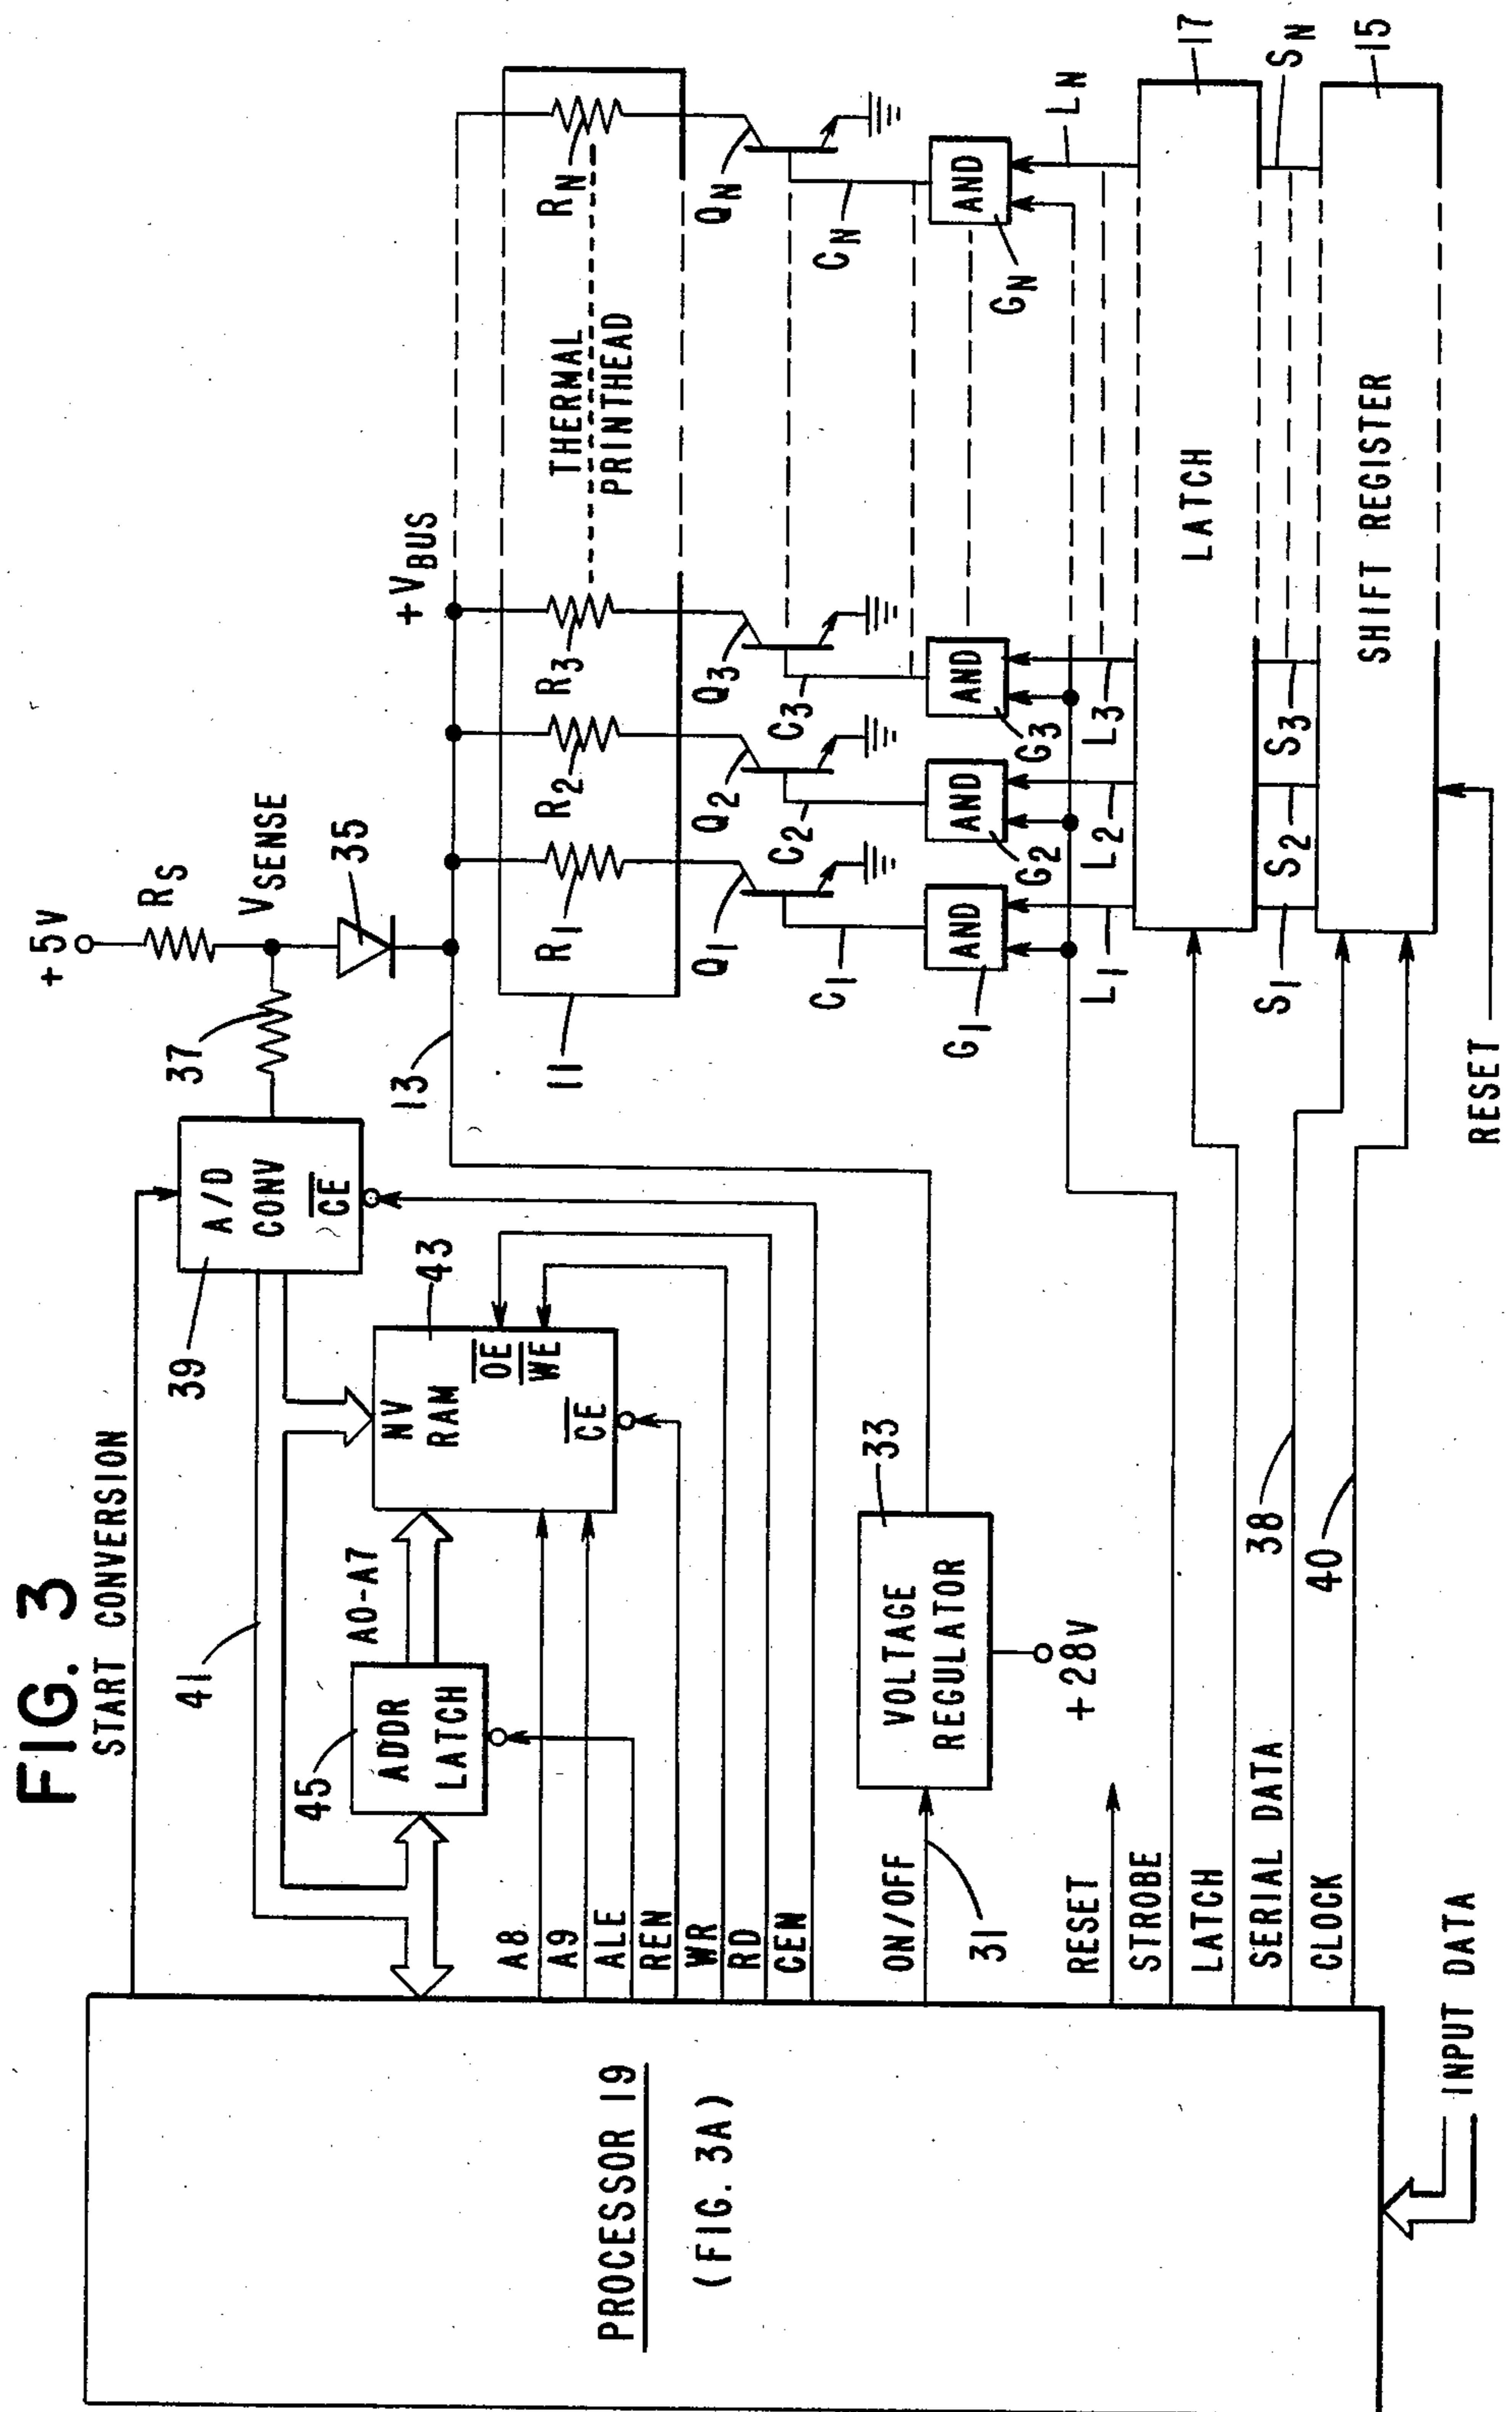 FIG. 3
START CONVERSION
+5V
RS
VSENSE
37
35
39
A/D
CONV
CE
41
45
ADDR
LATCH
A0-A7
43
NV
RAM
OE
WE
CE
13
+VBUS
11
R1
R2
R3
RN
THERMAL
PRINTHEAD
A8
A9
ALE
REN
WR
RD
CEN
Q1
Q2
Q3
QN
C1
C2
C3
CN
ON/OFF
31
VOLTAGE
REGULATOR
33
+28V
AND
AND
AND
AND
G1
G2
G3
GN
L1
L2
L3
LN
PROCESSOR 19
(FIG. 3A)
RESET
STROBE
LATCH
SERIAL DATA
CLOCK
38
40
LATCH
17
S1
S2
S3
SN
SHIFT REGISTER
15
RESET
INPUT DATA